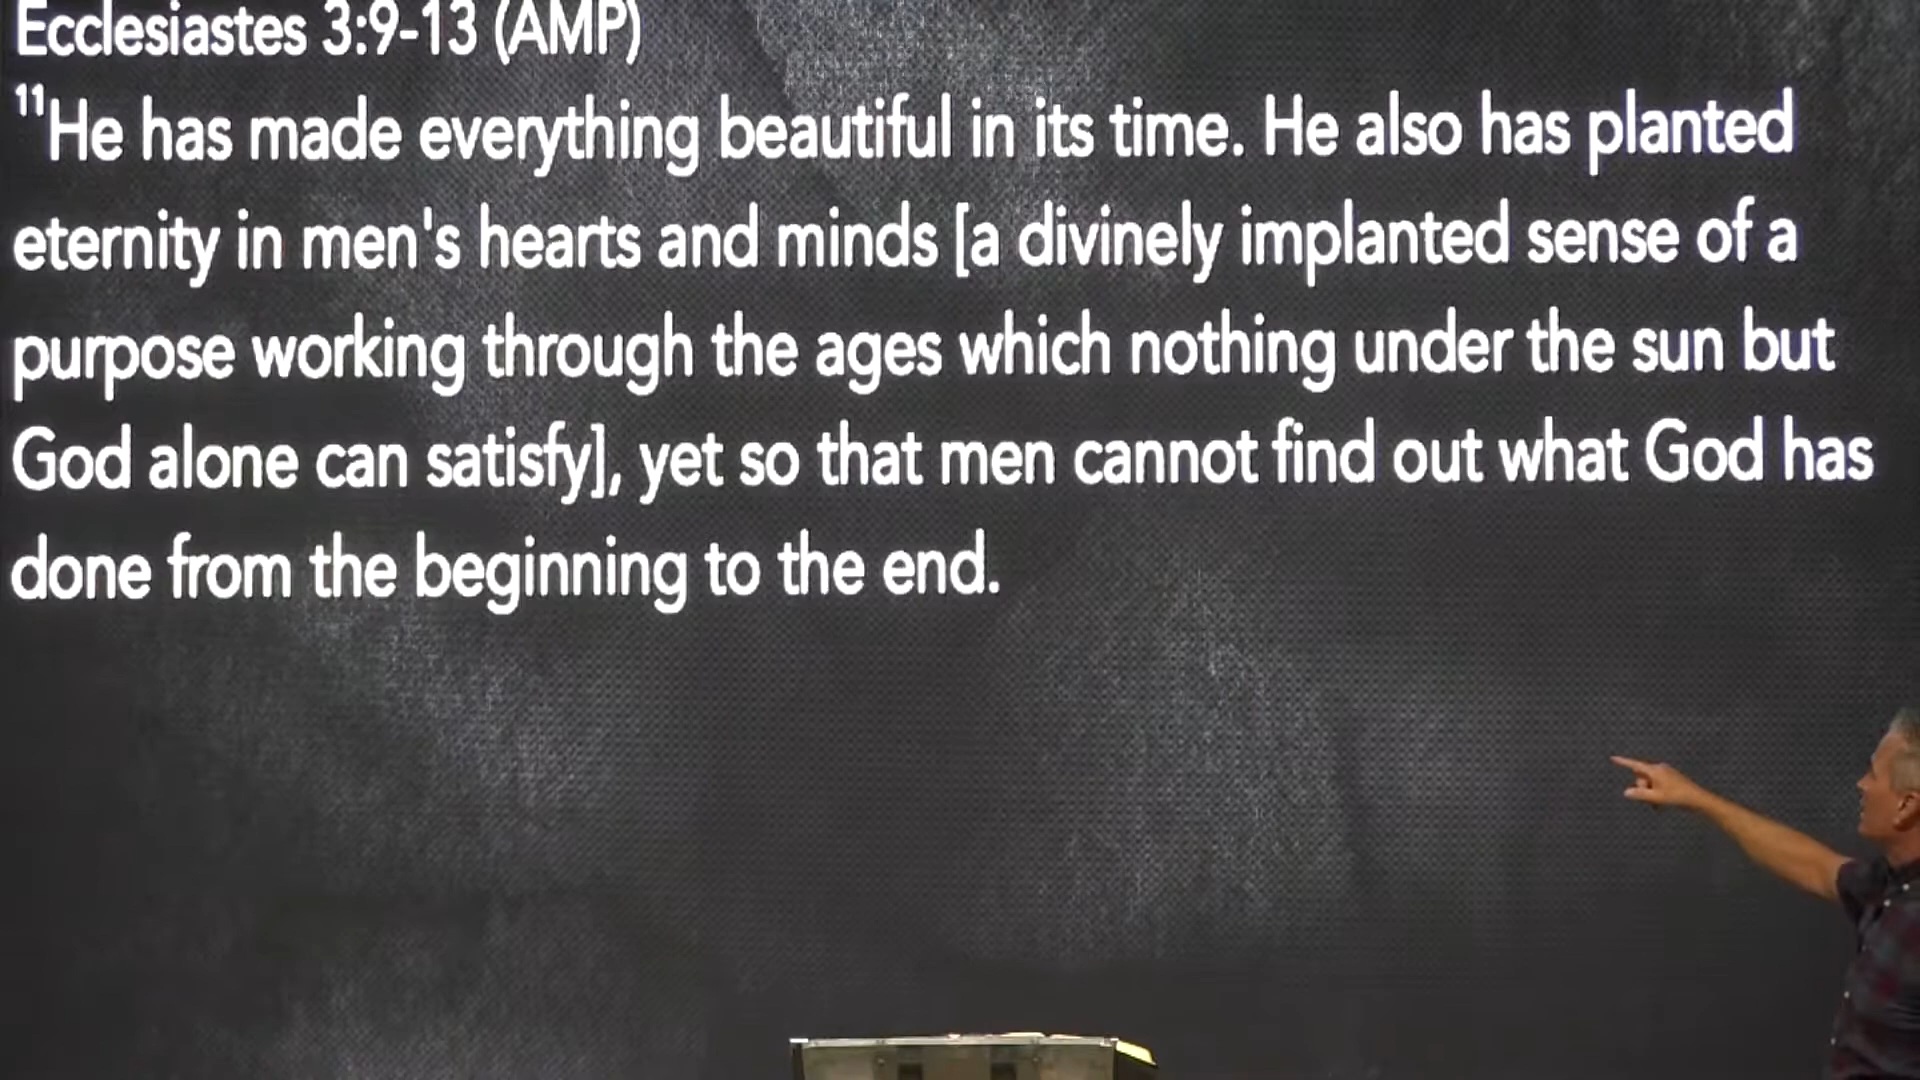 Ecclesiastes 3:9-13 (AMP)
11He has made everything beautiful in its time. He also has planted
eternity in men's hearts and minds [a divinely implanted sense of a
purpose working through the ages which nothing under the sun but
God alone can satisfy], yet so that men cannot find out what God has
done from the beginning to the end.